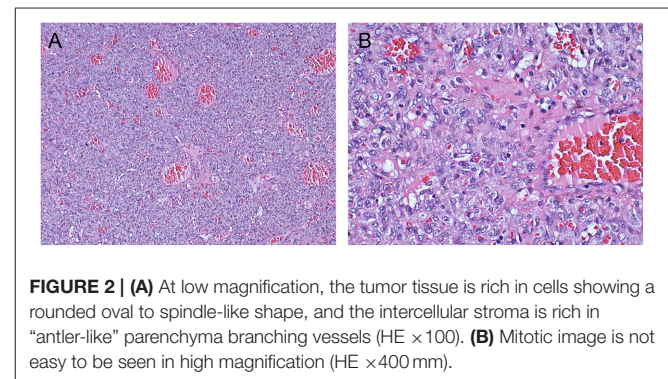 A
B
FIGURE 2 | (A) At low magnification, the tumor tissue is rich in cells showing a
rounded oval to spindle-like shape, and the intercellular stroma is rich in
“antler-like” parenchyma branching vessels (HE ×100). (B) Mitotic image is not
easy to be seen in high magnification (HE ×400 mm).